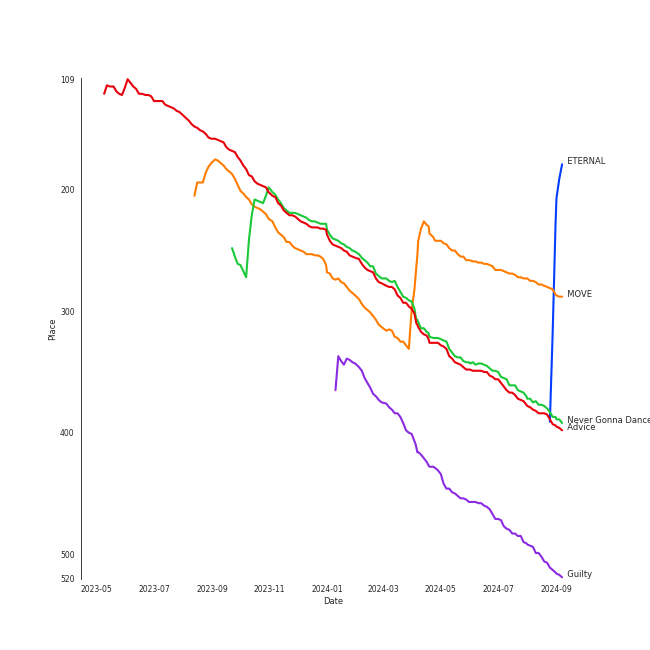 109
200
300
400
500
520
Place
2023-05
2023-07
2023-09
2023-11
2024-01
2024-03
2024-05
2024-07
2024-09
Date
ETERNAL
MOVE
Never Gonna Dance
Advice
Guilty